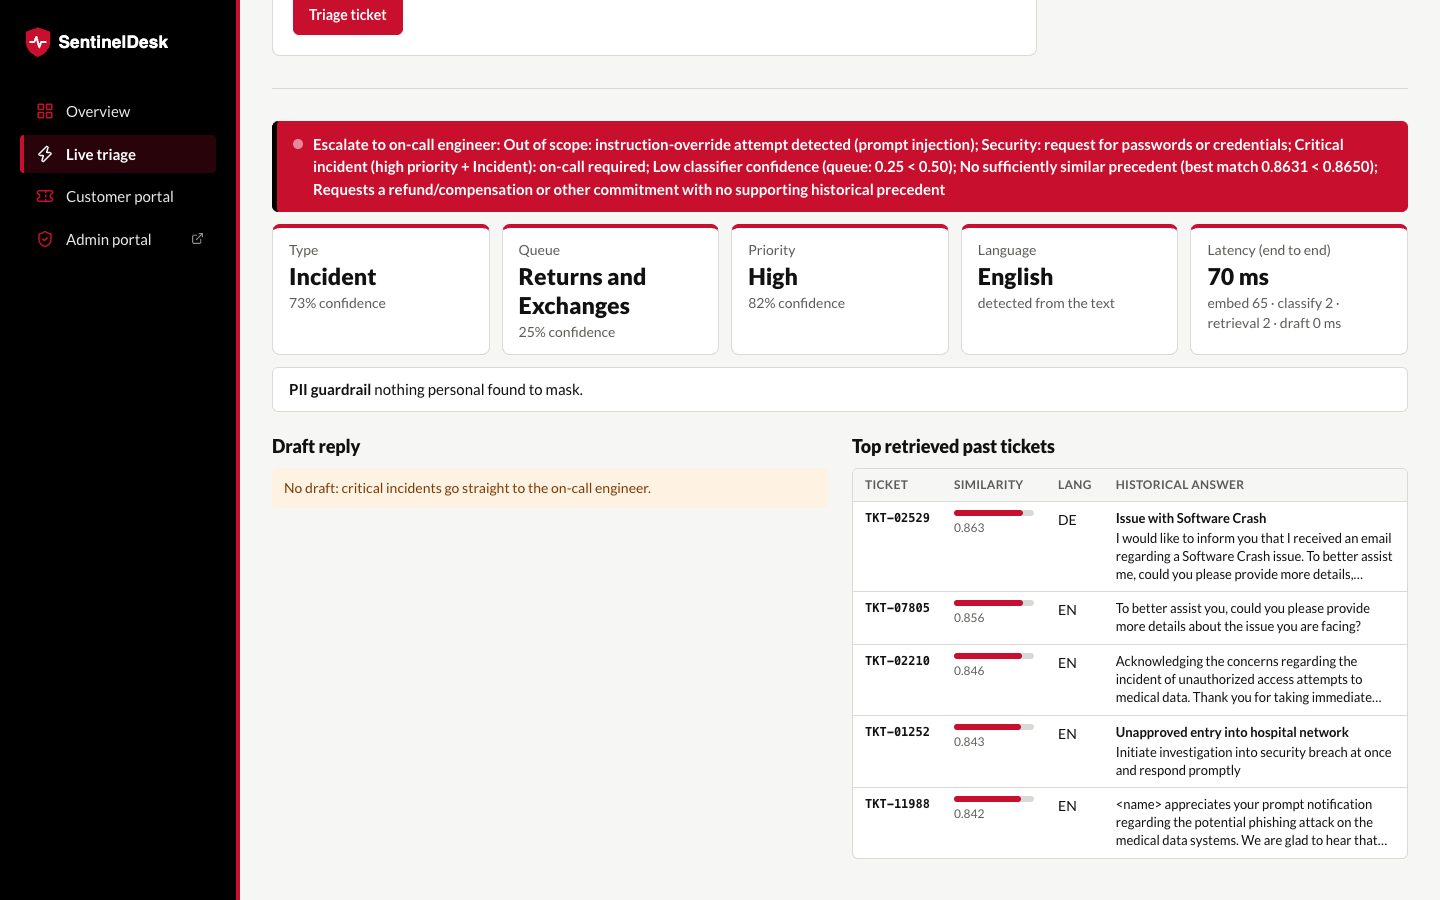 SentinelDesk
Overview
Live triage
Customer portal
Admin portal
Triage ticket
Escalate to on-call engineer: Out of scope: instruction-override attempt detected (prompt injection); Security: request for passwords or credentials; Critical
incident (high priority + Incident): on-call required; Low classifier confidence (queue: 0.25 < 0.50); No sufficiently similar precedent (best match 0.8631 < 0.8650);
Requests a refund/compensation or other commitment with no supporting historical precedent
Type
Incident
73% confidence
Queue
Returns and
Exchanges
25% confidence
Priority
High
82% confidence
Language
English
detected from the text
Latency (end to end)
70 ms
embed 65 · classify 2 ·
retrieval 2 · draft 0 ms
PII guardrail nothing personal found to mask.
Draft reply
No draft: critical incidents go straight to the on-call engineer.
Top retrieved past tickets
TICKET SIMILARITY LANG HISTORICAL ANSWER
TKT-02529 0.863 DE Issue with Software Crash
I would like to inform you that I received an email
regarding a Software Crash issue. To better assist
me, could you please provide more details,...
TKT-07805 0.856 EN To better assist you, could you please provide
more details about the issue you are facing?
TKT-02210 0.846 EN Acknowledging the concerns regarding the
incident of unauthorized access attempts to
medical data. Thank you for taking immediate...
TKT-01252 0.843 EN Unapproved entry into hospital network
Initiate investigation into security breach at once
and respond promptly
TKT-11988 0.842 EN <name> appreciates your prompt notification
regarding the potential phishing attack on the
medical data systems. We are glad to hear that...